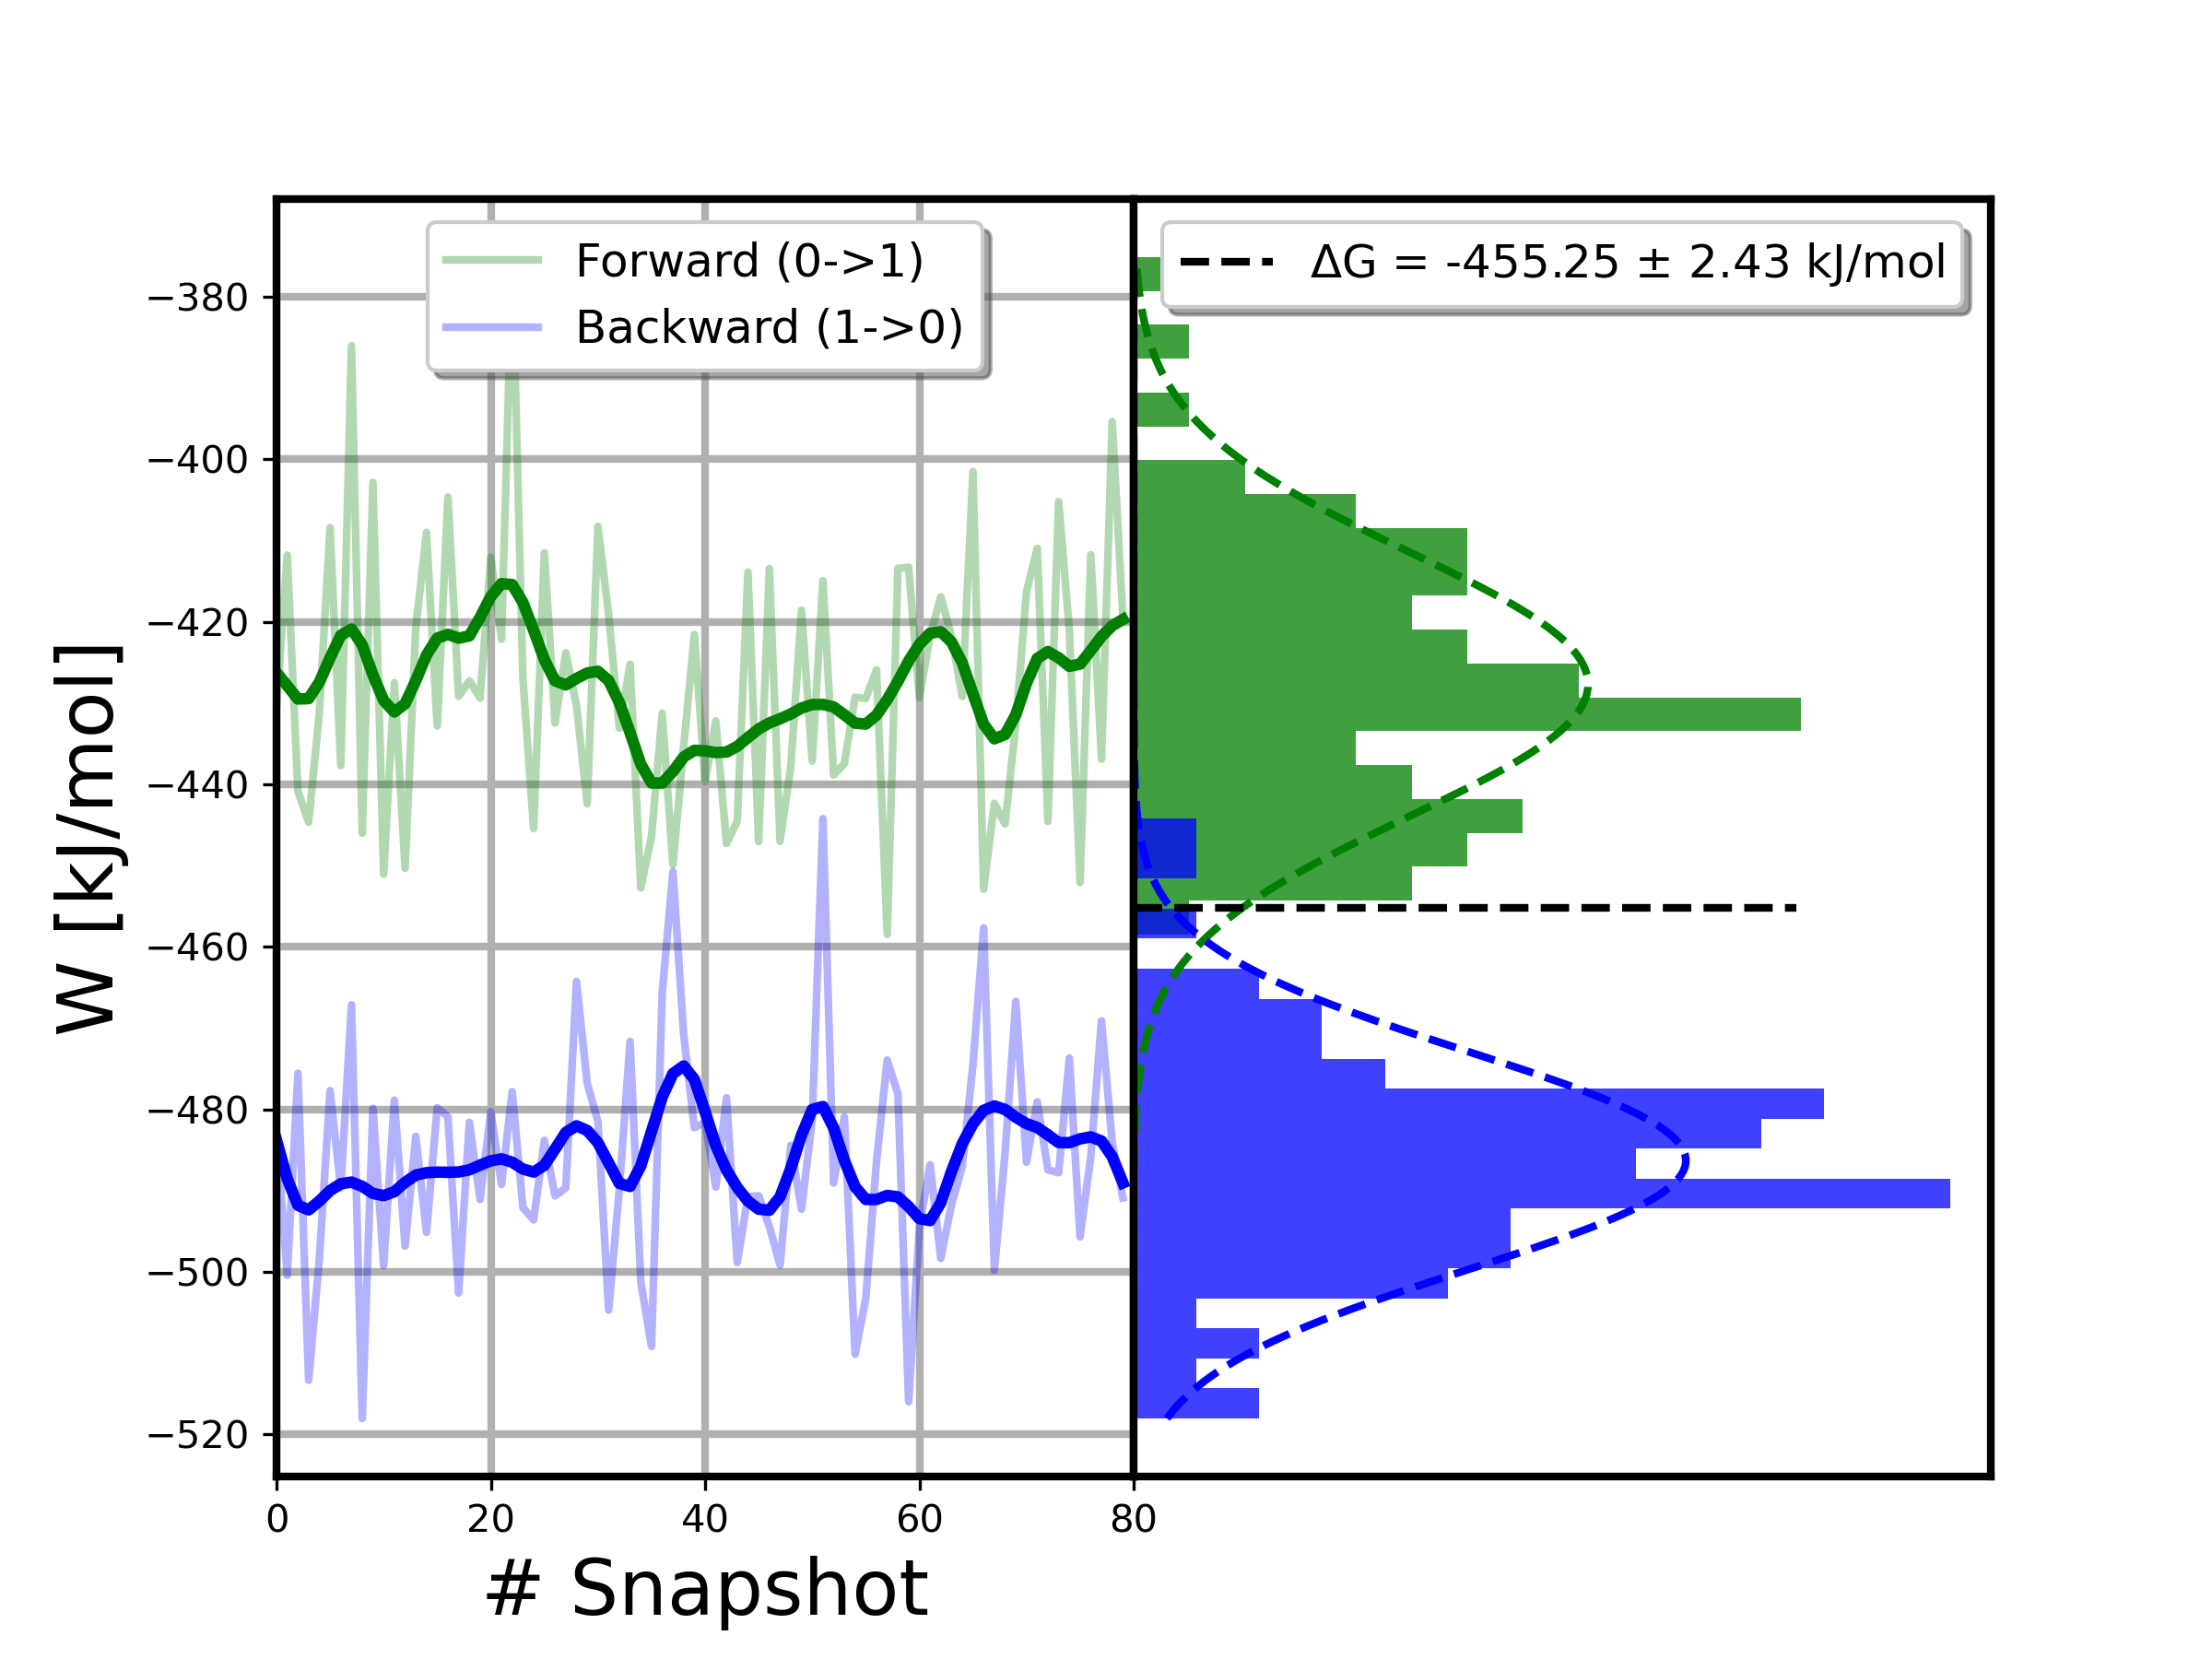 Forward (0->1)
Backward (1->0)
ΔG = -455.25 ± 2.43 kJ/mol
W [kJ/mol]
−380
−400
−420
−440
−460
−480
−500
−520
0
20
40
60
80
# Snapshot